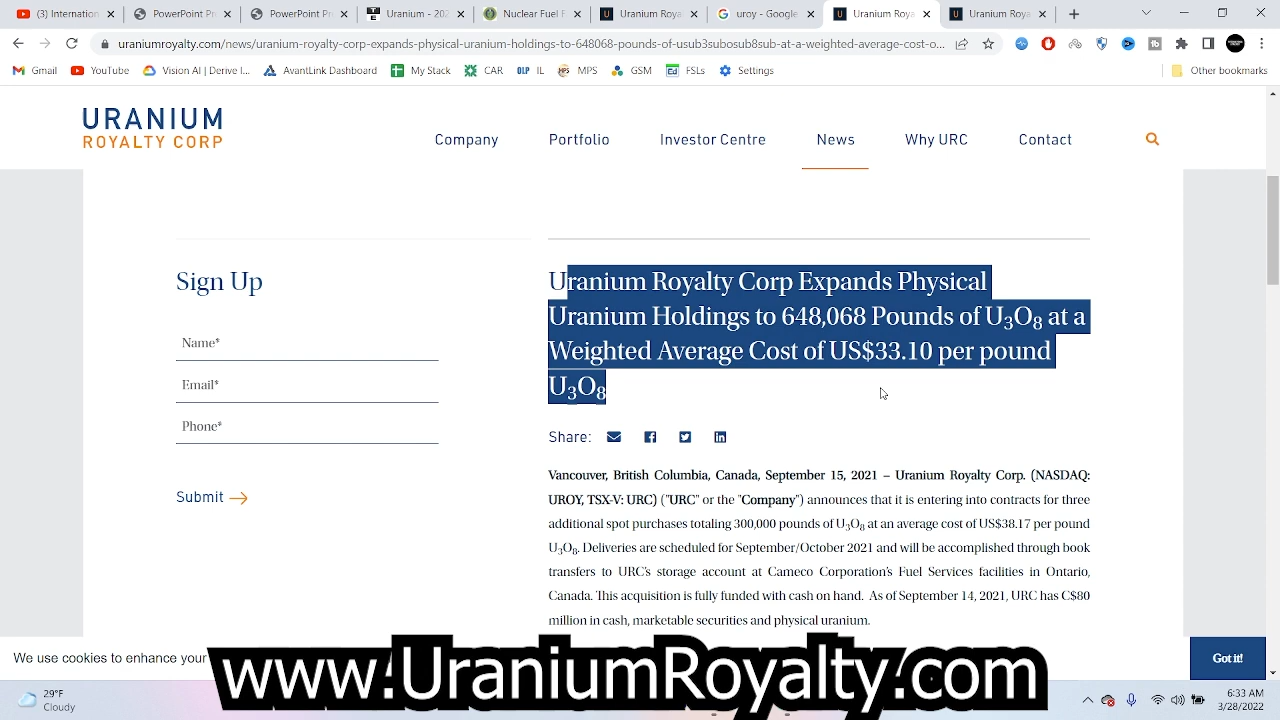 (3) Internation
PowerPoint Pr
PowerPoint Pr
Uranium - 202
Nuclear Fuel F
Uranium Roya
uroy - Google
Uranium Roya
Uranium Roya
uraniumroyalty.com/news/uranium-royalty-corp-expands-physical-uranium-holdings-to-648068-pounds-of-usub3subosub8sub-at-a-weighted-average-cost-o...
Gmail
YouTube
Vision AI | Derive I...
AvantLink Dashboard
My Stack
CAR
OLP IL
MPS
GSM
FSLs
Settings
Other bookmarks
URANIUM
ROYALTY CORP
Company
Portfolio
Investor Centre
News
Why URC
Contact
Sign Up
Name*
Email*
Phone*
Submit
Uranium Royalty Corp Expands Physical
Uranium Holdings to 648,068 Pounds of U₃O₈ at a
Weighted Average Cost of US$33.10 per pound
U₃O₈
Share:
Vancouver, British Columbia, Canada, September 15, 2021 – Uranium Royalty Corp. (NASDAQ:
UROY, TSX-V: URC) ("URC" or the "Company") announces that it is entering into contracts for three
additional spot purchases totaling 300,000 pounds of U₃O₈ at an average cost of US$38.17 per pound
U₃O₈. Deliveries are scheduled for September/October 2021 and will be accomplished through book
transfers to URC's storage account at Cameco Corporation's Fuel Services facilities in Ontario,
Canada. This acquisition is fully funded with cash on hand. As of September 14, 2021, URC has C$80
million in cash, marketable securities and physical uranium.
We use cookies to enhance your
Got it!
www.UraniumRoyalty.com
29°F
Cloudy
6:33 AM
3/28/2022